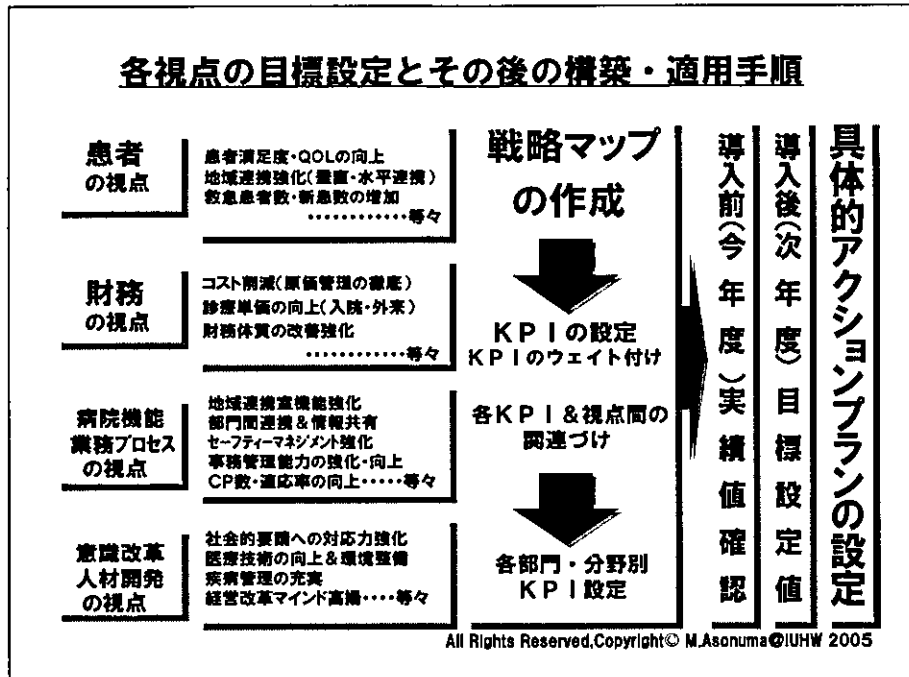 各視点の目標設定とその後の構築・適用手順
患者
の視点
患者満足度・QOLの向上
地域連携強化(垂直・水平連携)
救急患者数・新患数の増加
・・・・・・・・・・・・等々
財務
の視点
コスト削減(原価管理の徹底)
診療単価の向上(入院・外来)
財務体質の改善強化
・・・・・・・・・・・・等々
病院機能
業務プロセス
の視点
地域連携室機能強化
部門間連携&情報共有
セーフティーマネジメント強化
事務管理能力の強化・向上
CP数・適応率の向上・・・・・等々
意識改革
人材開発
の視点
社会的要請への対応力強化
医療技術の向上&環境整備
疾病管理の充実
経営改革マインド高揚・・・・等々
戦略マップ
の作成
KPIの設定
KPIのウェイト付け
各KPI&視点間の
関連づけ
各部門・分野別
KPI設定
導入前(今年度)実績値確認
導入後(次年度)目標設定値
具体的アクションプランの設定
All Rights Reserved,Copyright© M.Asonuma@IUHW 2005